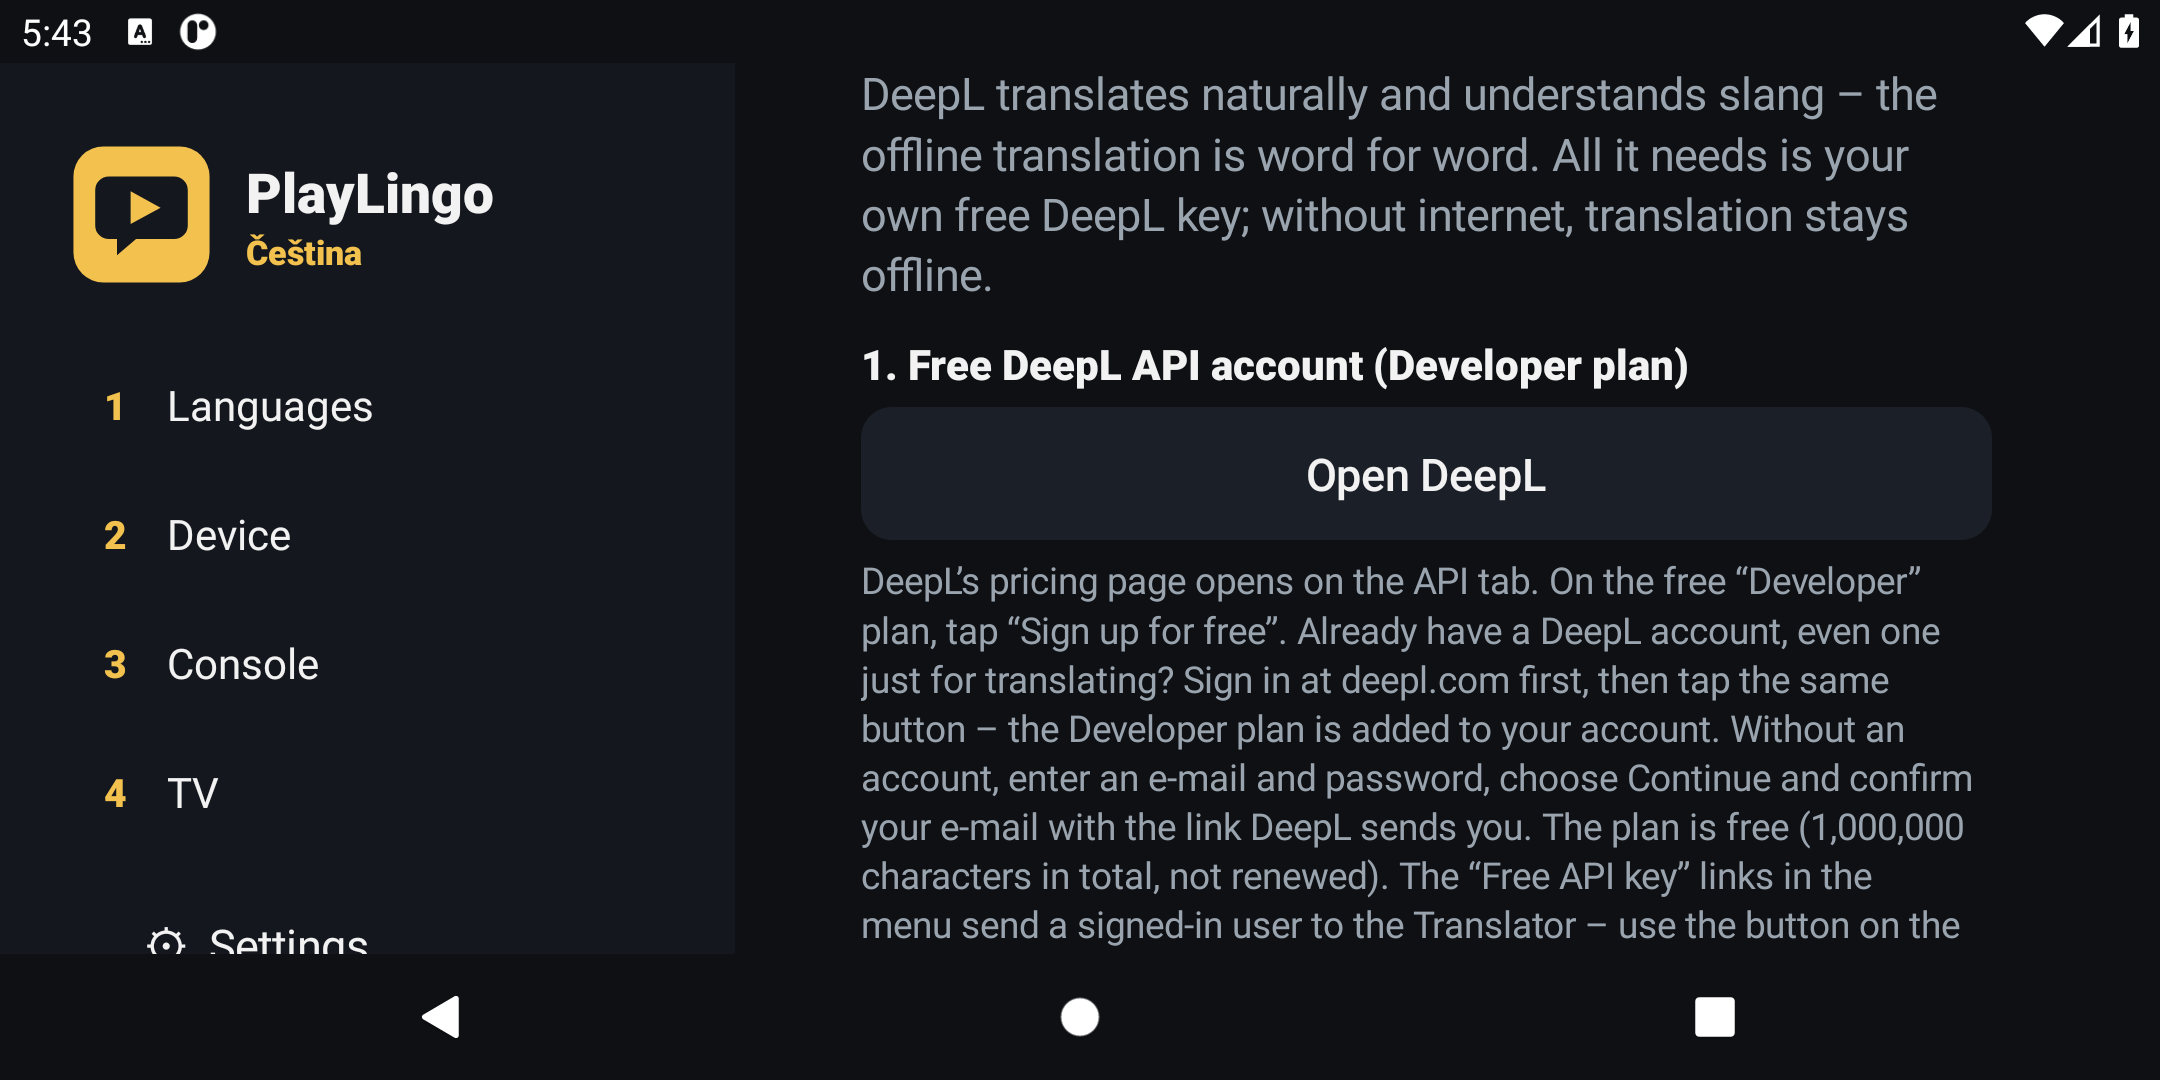 5:43
PlayLingo
Čeština
1 Languages
2 Device
3 Console
4 TV
Settings
DeepL translates naturally and understands slang – the
offline translation is word for word. All it needs is your
own free DeepL key; without internet, translation stays
offline.
1. Free DeepL API account (Developer plan)
Open DeepL
DeepL’s pricing page opens on the API tab. On the free “Developer”
plan, tap “Sign up for free”. Already have a DeepL account, even one
just for translating? Sign in at deepl.com first, then tap the same
button – the Developer plan is added to your account. Without an
account, enter an e-mail and password, choose Continue and confirm
your e-mail with the link DeepL sends you. The plan is free (1,000,000
characters in total, not renewed). The “Free API key” links in the
menu send a signed-in user to the Translator – use the button on the